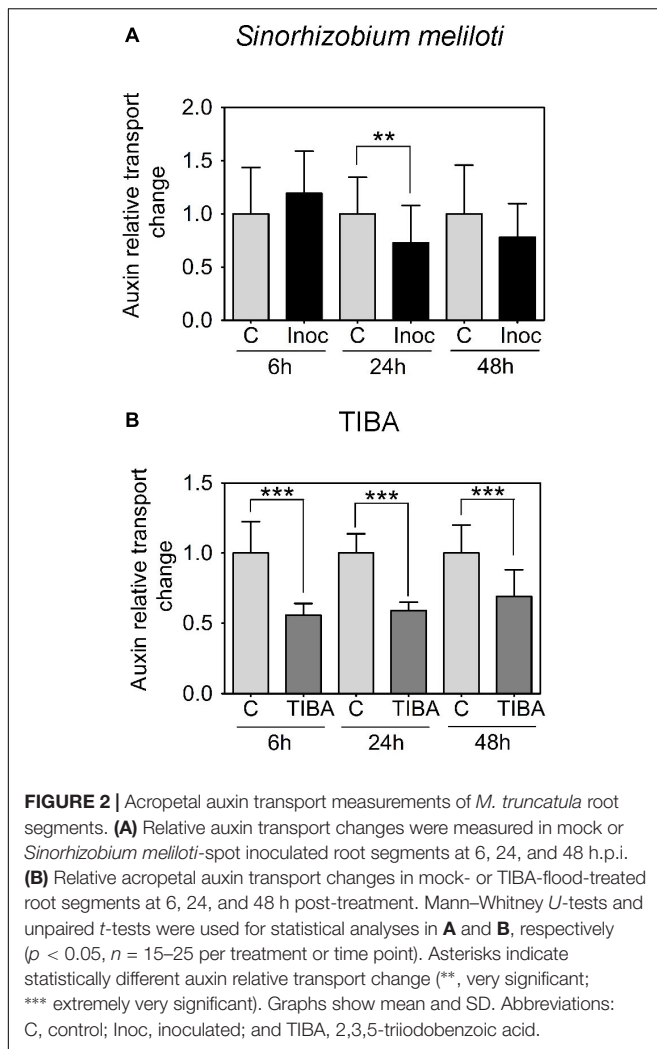 A
Sinorhizobium meliloti
Auxin relative transport
change
2.0
1.5
1.0
0.5
0.0
**
C
Inoc
C
Inoc
C
Inoc
6h
24h
48h
B
TIBA
Auxin relative transport
change
1.5
1.0
0.5
0.0
***
***
***
C
TIBA
C
TIBA
C
TIBA
6h
24h
48h
FIGURE 2 | Acropetal auxin transport measurements of M. truncatula root
segments. (A) Relative auxin transport changes were measured in mock or
Sinorhizobium meliloti-spot inoculated root segments at 6, 24, and 48 h.p.i.
(B) Relative acropetal auxin transport changes in mock- or TIBA-flood-treated
root segments at 6, 24, and 48 h post-treatment. Mann–Whitney U-tests and
unpaired t-tests were used for statistical analyses in A and B, respectively
(p < 0.05, n = 15–25 per treatment or time point). Asterisks indicate
statistically different auxin relative transport change (**, very significant;
*** extremely very significant). Graphs show mean and SD. Abbreviations:
C, control; Inoc, inoculated; and TIBA, 2,3,5-triiodobenzoic acid.